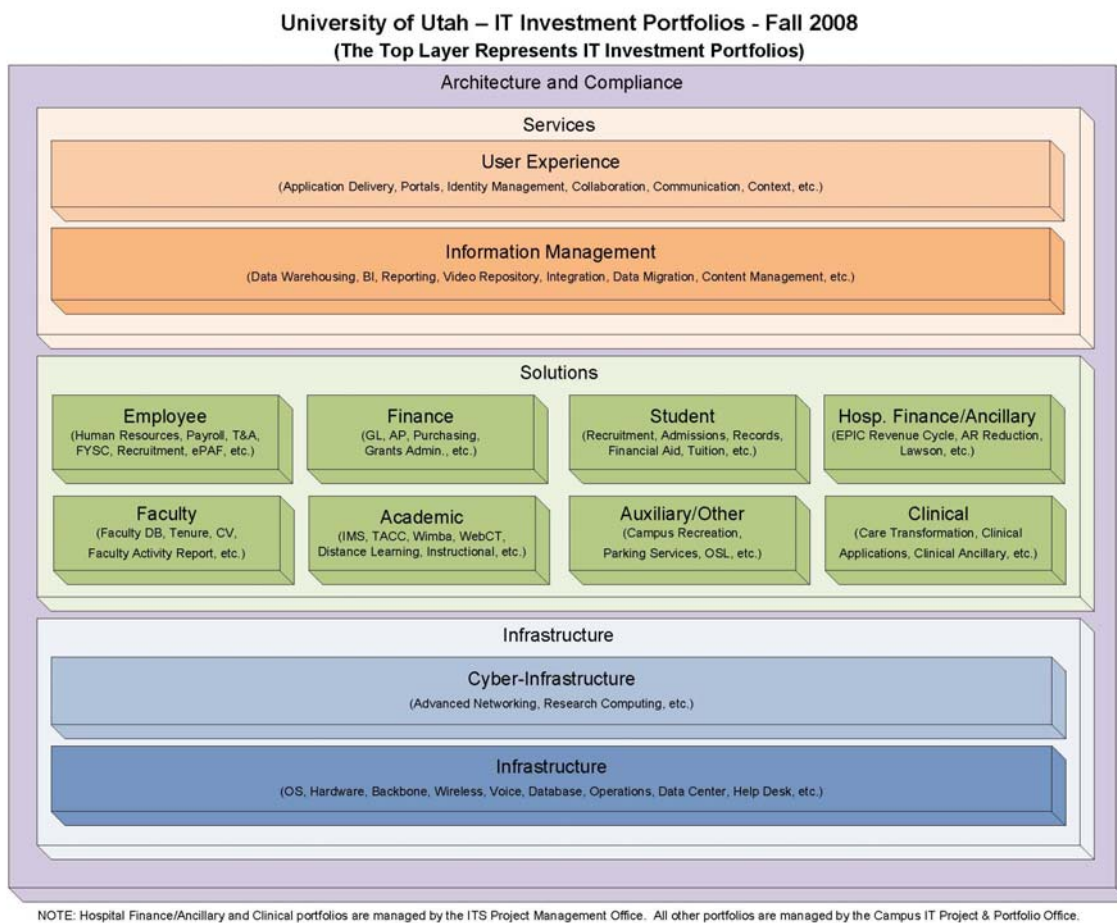 University of Utah – IT Investment Portfolios - Fall 2008
(The Top Layer Represents IT Investment Portfolios)
Architecture and Compliance
Services
User Experience
(Application Delivery, Portals, Identity Management, Collaboration, Communication, Context, etc.)
Information Management
(Data Warehousing, BI, Reporting, Video Repository, Integration, Data Migration, Content Management, etc.)
Solutions
Employee
(Human Resources, Payroll, T&A,
FYSC, Recruitment, ePAF, etc.)
Finance
(GL, AP, Purchasing,
Grants Admin., etc.)
Student
(Recruitment, Admissions, Records,
Financial Aid, Tuition, etc.)
Hosp. Finance/Ancillary
(EPIC Revenue Cycle, AR Reduction,
Lawson, etc.)
Faculty
(Faculty DB, Tenure, CV,
Faculty Activity Report, etc.)
Academic
(IMS, TACC, Wimba, WebCT,
Distance Learning, Instructional, etc.)
Auxiliary/Other
(Campus Recreation,
Parking Services, OSL, etc.)
Clinical
(Care Transformation, Clinical
Applications, Clinical Ancillary, etc.)
Infrastructure
Cyber-Infrastructure
(Advanced Networking, Research Computing, etc.)
Infrastructure
(OS, Hardware, Backbone, Wireless, Voice, Database, Operations, Data Center, Help Desk, etc.)
NOTE: Hospital Finance/Ancillary and Clinical portfolios are managed by the ITS Project Management Office. All other portfolios are managed by the Campus IT Project & Portfolio Office.